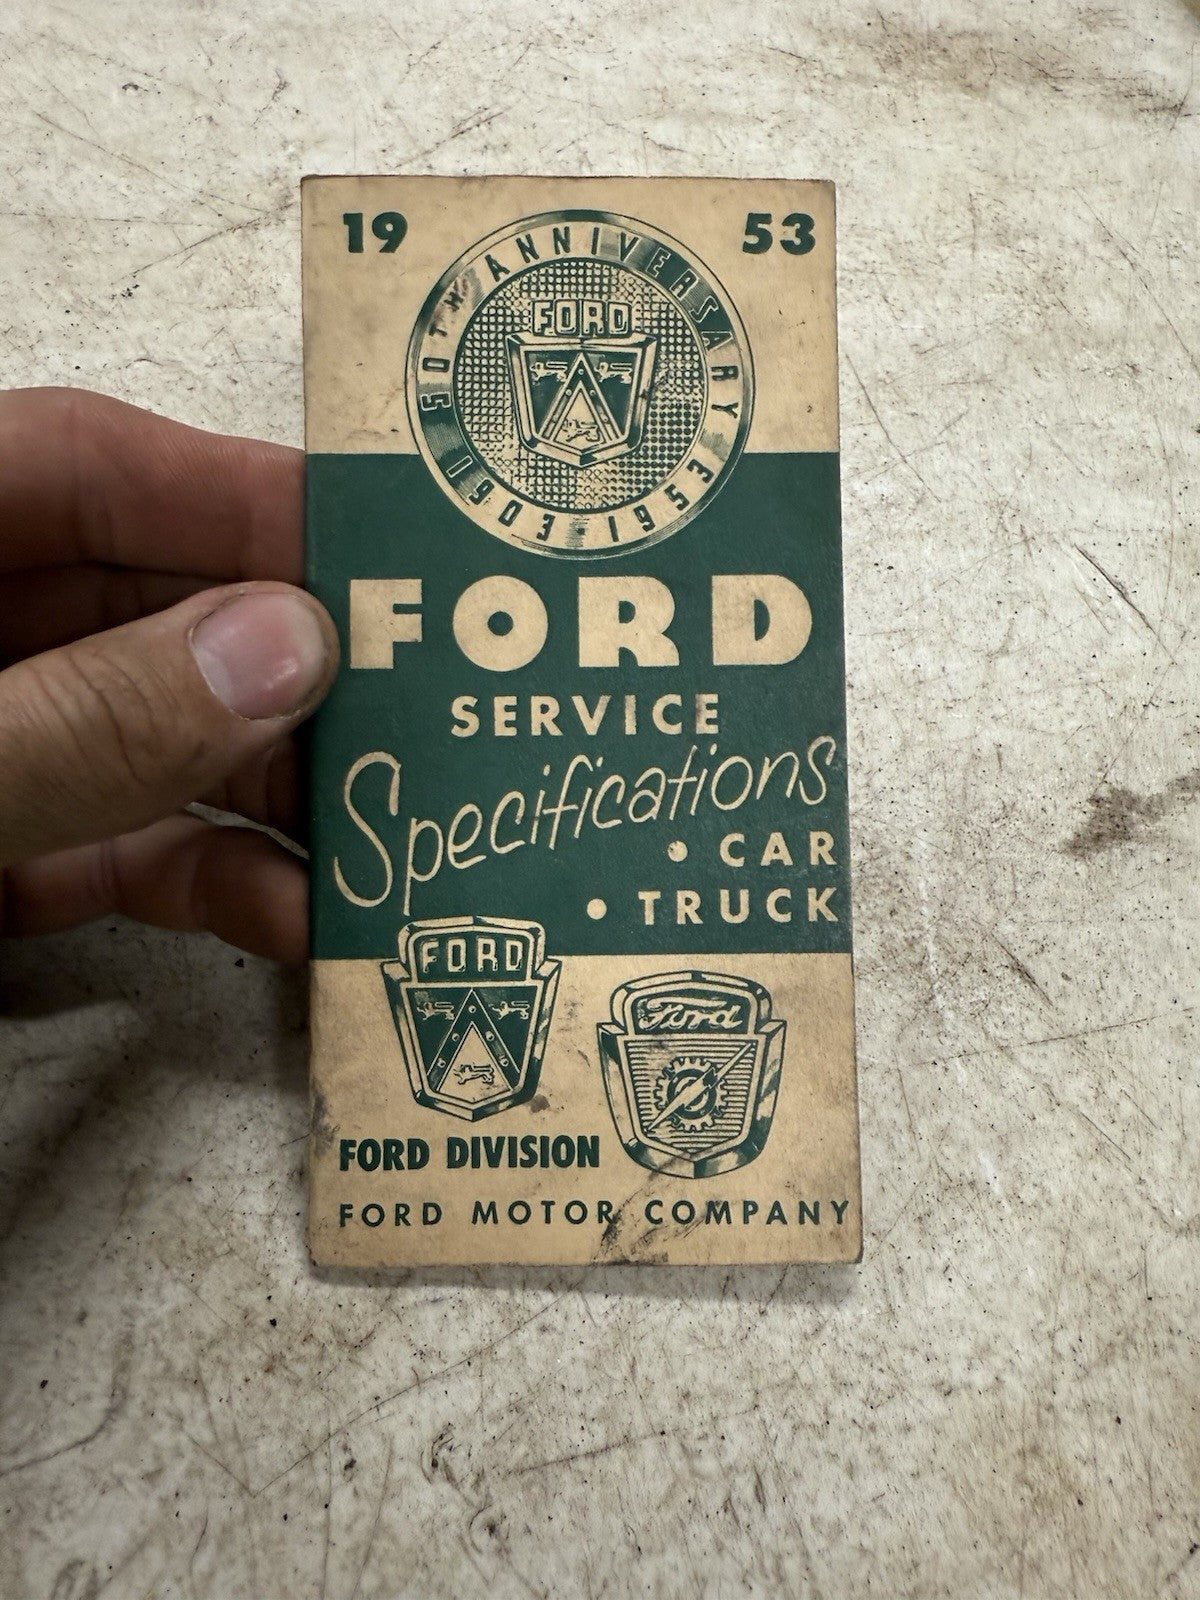 19 53
50TH ANNIVERSARY
FORD
1903·1953
FORD
SERVICE
Specifications
• CAR
• TRUCK
FORD
Ford
FORD DIVISION
FORD MOTOR COMPANY